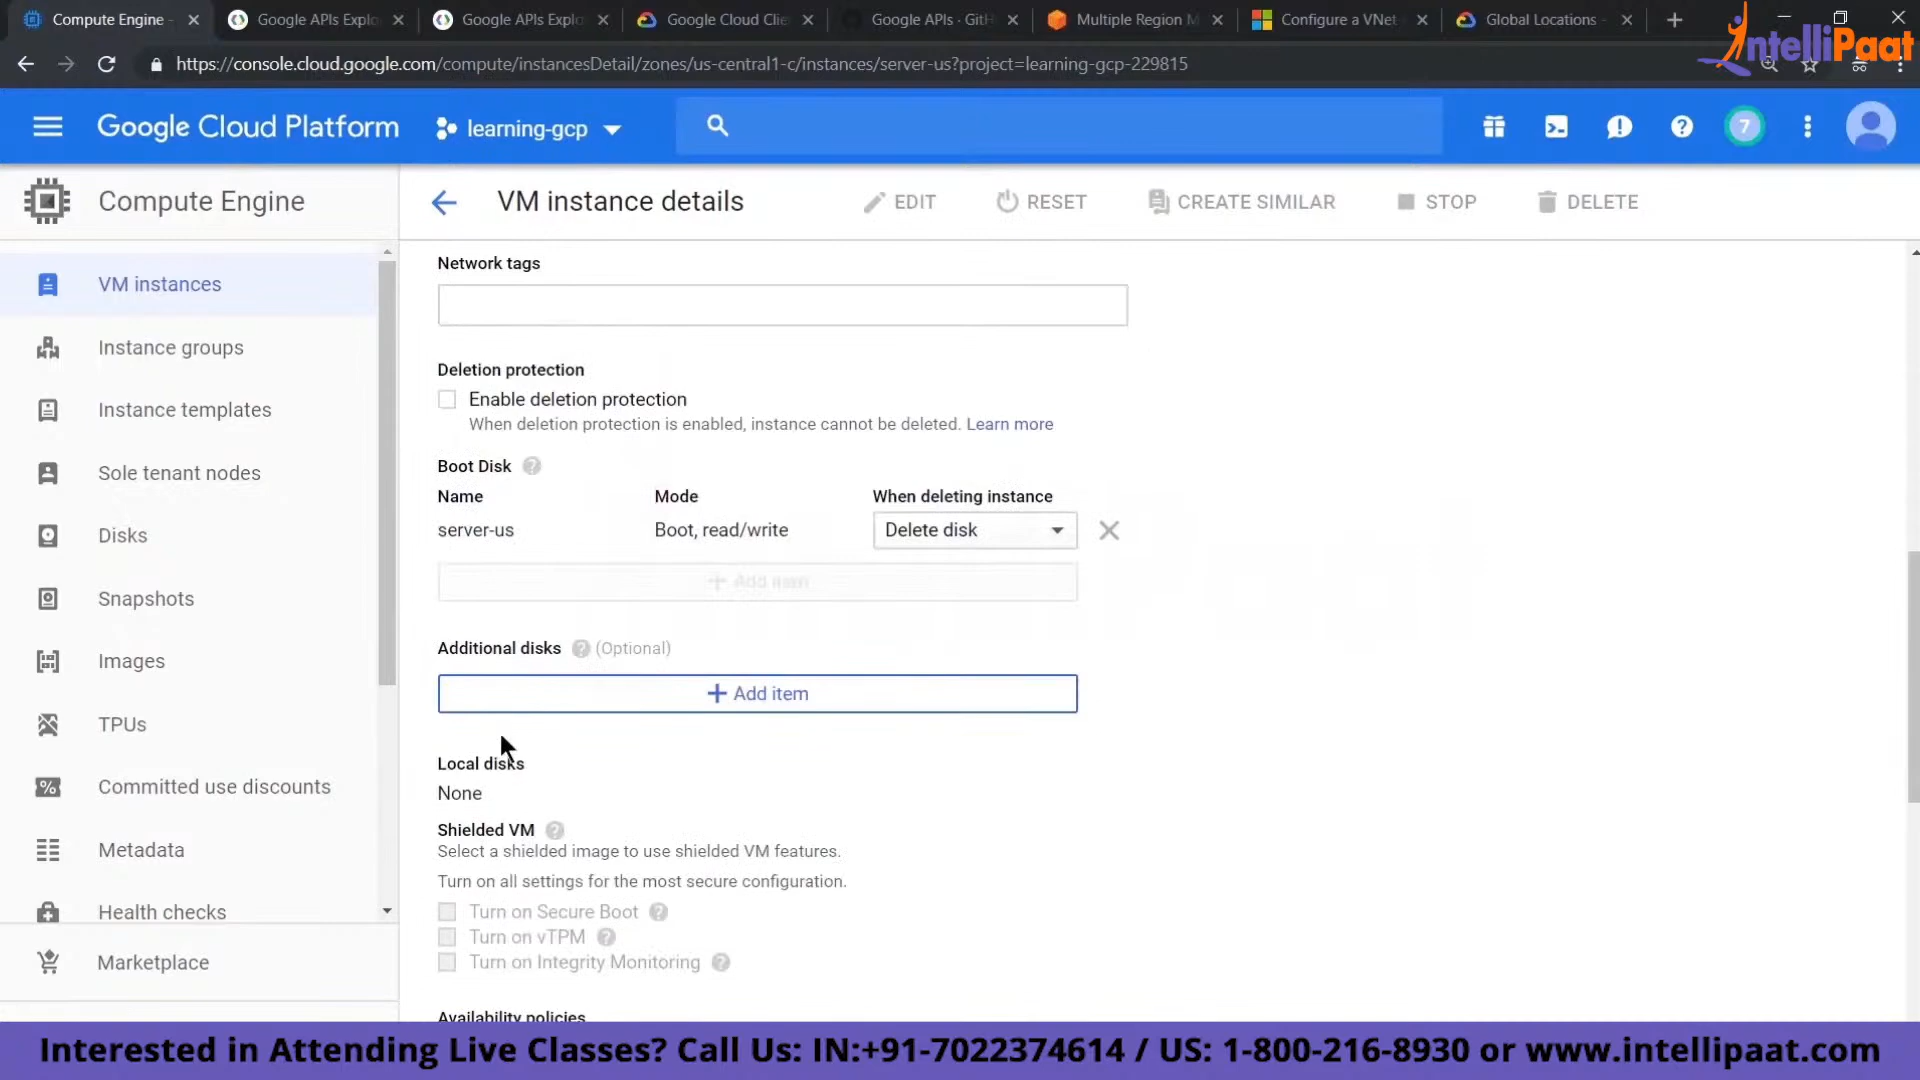 Compute Engine -
Google APIs Explo
Google APIs Explo
Google Cloud Clie
Google APIs · GitH
Multiple Region M
Configure a VNet
Global Locations -
IntelliPaat
https://console.cloud.google.com/compute/instancesDetail/zones/us-central1-c/instances/server-us?project=learning-gcp-229815
Google Cloud Platform
learning-gcp
7
Compute Engine
VM instance details
EDIT
RESET
CREATE SIMILAR
STOP
DELETE
VM instances
Instance groups
Instance templates
Sole tenant nodes
Disks
Snapshots
Images
TPUs
Committed use discounts
Metadata
Health checks
Marketplace
Network tags
Deletion protection
Enable deletion protection
When deletion protection is enabled, instance cannot be deleted. Learn more
Boot Disk
Name Mode When deleting instance
server-us Boot, read/write Delete disk
+ Add item
Additional disks (Optional)
+ Add item
Local disks
None
Shielded VM
Select a shielded image to use shielded VM features.
Turn on all settings for the most secure configuration.
Turn on Secure Boot
Turn on vTPM
Turn on Integrity Monitoring
Availability policies
Interested in Attending Live Classes? Call Us: IN:+91-7022374614 / US: 1-800-216-8930 or www.intellipaat.com